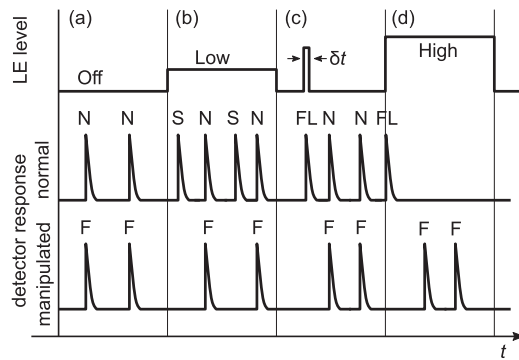 (a) (b) (c) (d)
LE level
Off
Low
δt
High
detector response
normal
N N S N S N FL N N FL
manipulated
F F F F F F F F
t